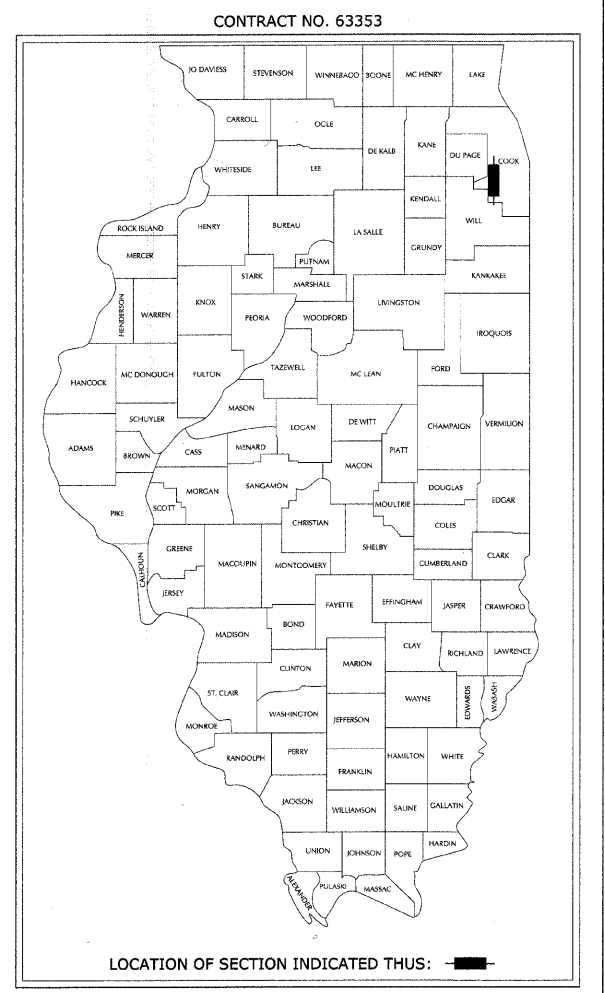 CONTRACT NO. 63353
JO DAVIESS
STEVENSON
WINNEBAGO
BOONE
MC HENRY
LAKE
CARROLL
OGLE
DE KALB
KANE
DU PAGE
COOK
WHITESIDE
LEE
KENDALL
WILL
ROCK ISLAND
HENRY
BUREAU
LA SALLE
GRUNDY
MERCER
PUTNAM
STARK
MARSHALL
KANKAKEE
HENDERSON
WARREN
KNOX
PEORIA
WOODFORD
LIVINGSTON
IROQUOIS
HANCOCK
MC DONOUGH
FULTON
TAZEWELL
MC LEAN
FORD
MASON
SCHUYLER
LOGAN
DE WITT
CHAMPAIGN
VERMILION
ADAMS
BROWN
CASS
MENARD
MACON
PIATT
MORGAN
SANGAMON
DOUGLAS
EDGAR
PIKE
SCOTT
CHRISTIAN
MOULTRIE
COLES
GREENE
MACOUPIN
MONTGOMERY
SHELBY
CUMBERLAND
CLARK
CALHOUN
JERSEY
FAYETTE
EFFINGHAM
JASPER
CRAWFORD
MADISON
BOND
CLAY
RICHLAND
LAWRENCE
CLINTON
MARION
ST. CLAIR
WAYNE
EDWARDS
WABASH
MONROE
WASHINGTON
JEFFERSON
RANDOLPH
PERRY
HAMILTON
WHITE
FRANKLIN
JACKSON
WILLIAMSON
SALINE
GALLATIN
UNION
JOHNSON
POPE
HARDIN
ALEXANDER
PULASKI
MASSAC
LOCATION OF SECTION INDICATED THUS: